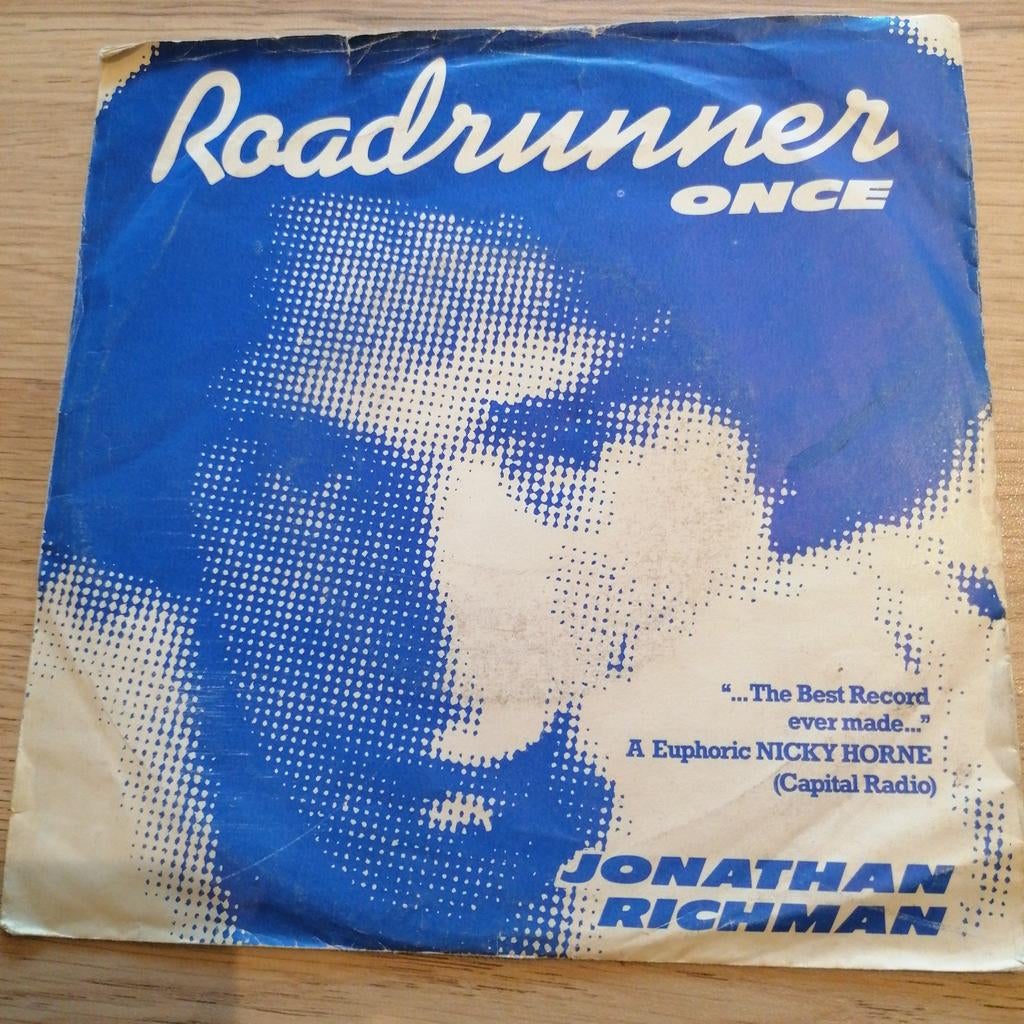 Roadrunner
ONCE
“...The Best Record
ever made...”
A Euphoric NICKY HORNE
(Capital Radio)
JONATHAN
RICHMAN